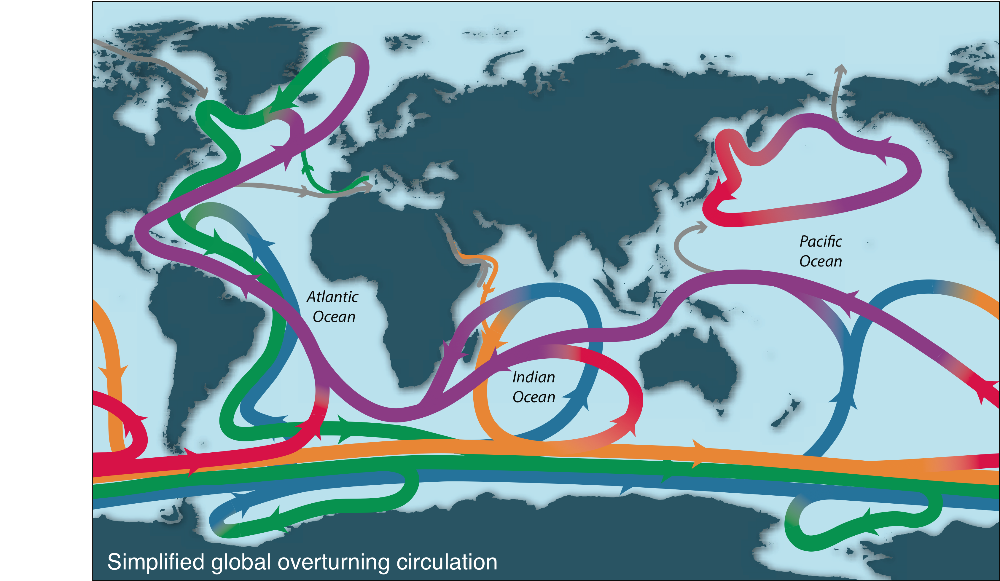 Pacific
Ocean
Atlantic
Ocean
Indian
Ocean
Simplified global overturning circulation